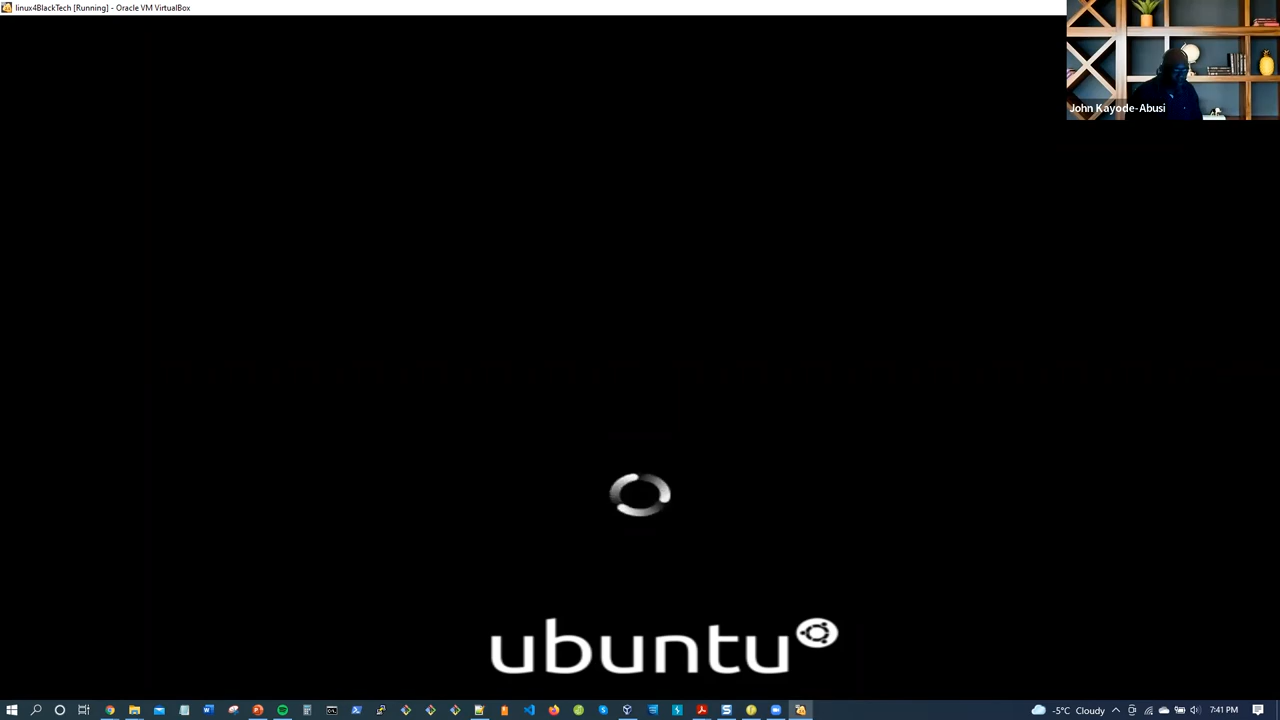 linux4BlackTech [Running] - Oracle VM VirtualBox
John Kayode-Abusi
ubuntu
-5°C Cloudy
7:41 PM